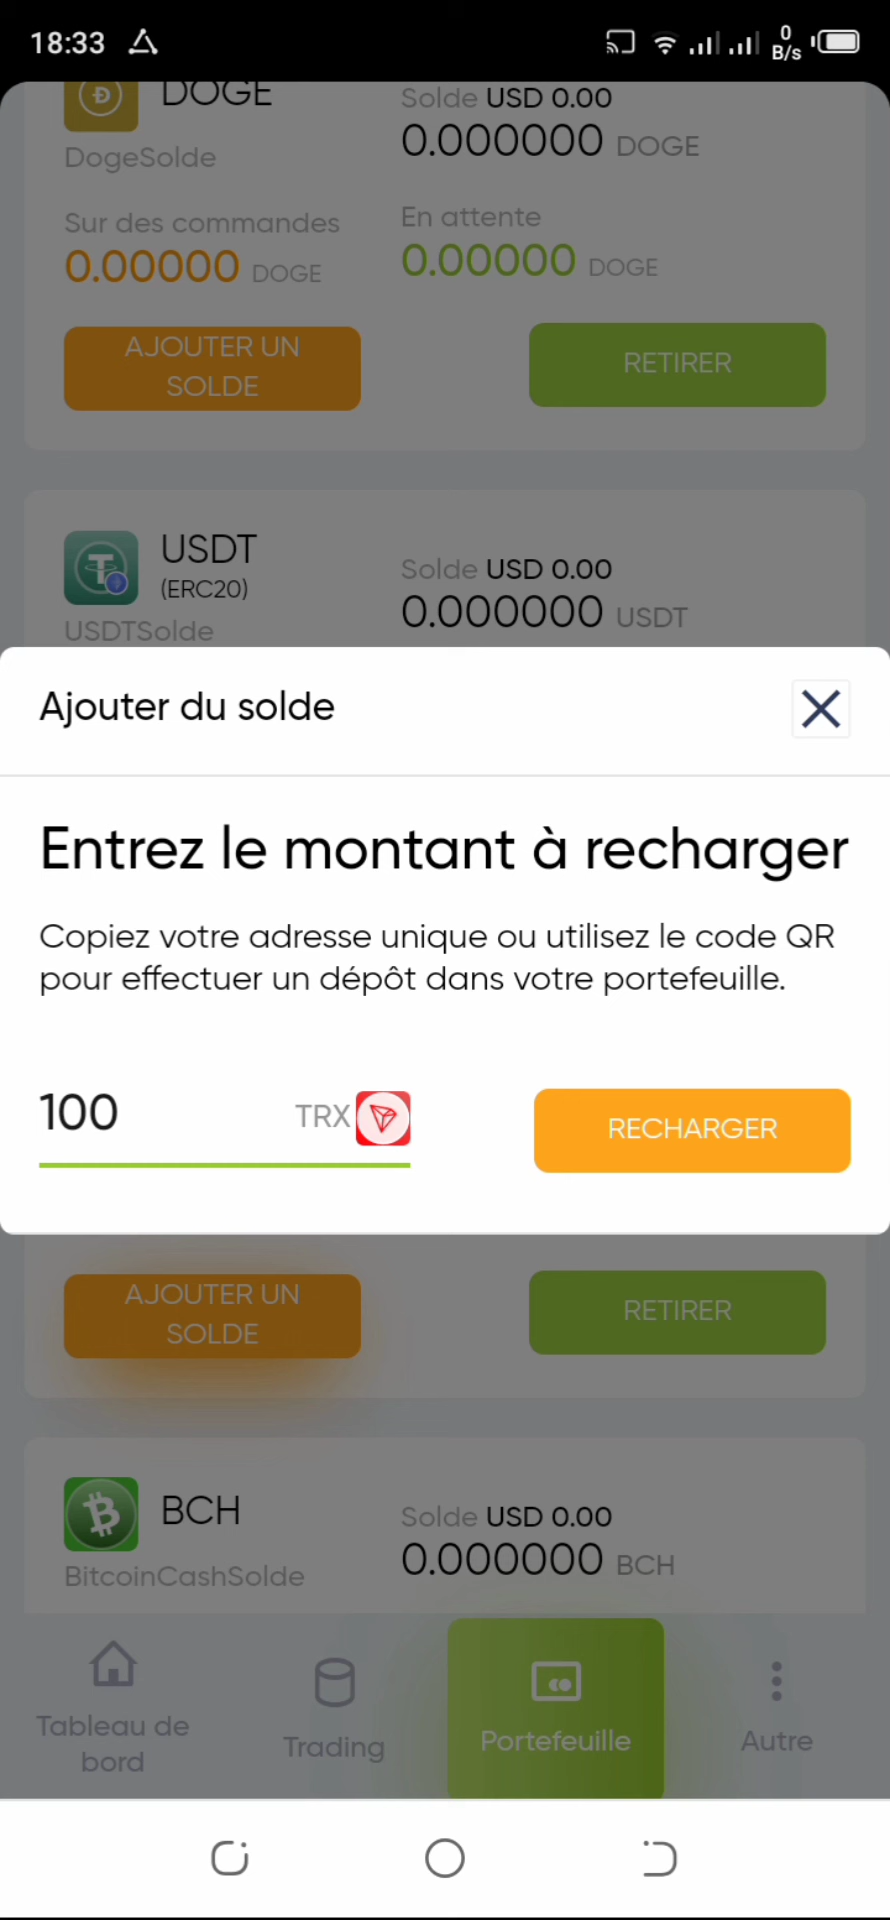 18:33
0
B/s
DOGE
Solde USD 0.00
0.000000 DOGE
DogeSolde
Sur des commandes
En attente
0.00000 DOGE
0.00000 DOGE
AJOUTER UN
SOLDE
RETIRER
USDT
(ERC20)
Solde USD 0.00
0.000000 USDT
USDTSolde
Ajouter du solde
Entrez le montant à recharger
Copiez votre adresse unique ou utilisez le code QR
pour effectuer un dépôt dans votre portefeuille.
100
TRX
RECHARGER
AJOUTER UN
SOLDE
RETIRER
BCH
Solde USD 0.00
0.000000 BCH
BitcoinCashSolde
Tableau de
bord
Trading
Portefeuille
Autre